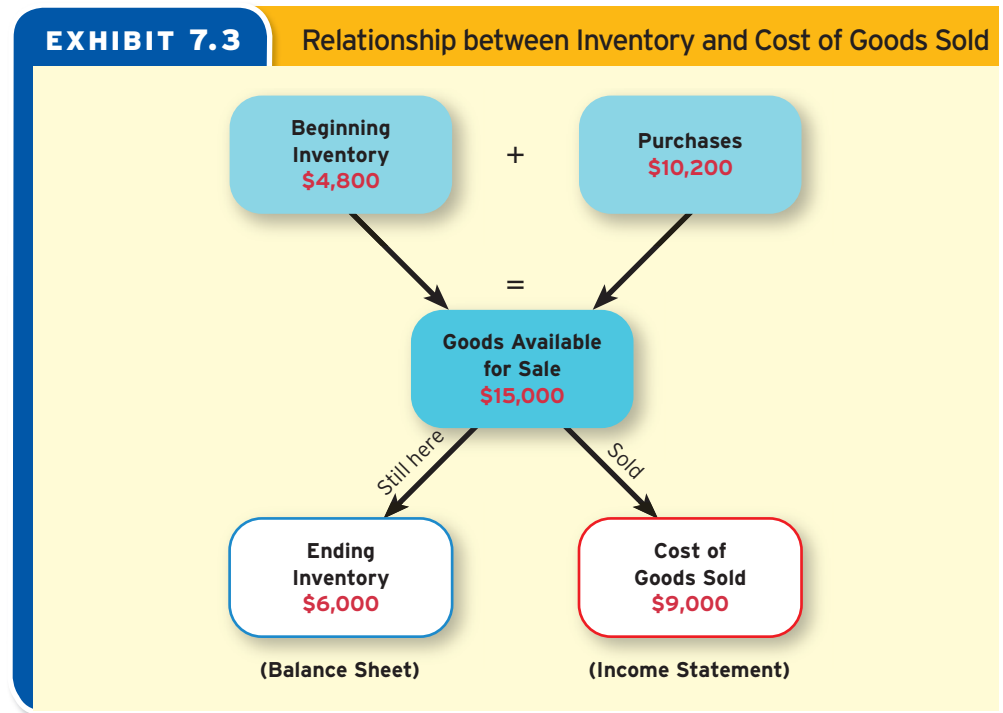 EXHIBIT 7.3
Relationship between Inventory and Cost of Goods Sold
Beginning
Inventory
$4,800
+
Purchases
$10,200
=
Goods Available
for Sale
$15,000
Still here
Sold
Ending
Inventory
$6,000
Cost of
Goods Sold
$9,000
(Balance Sheet)
(Income Statement)